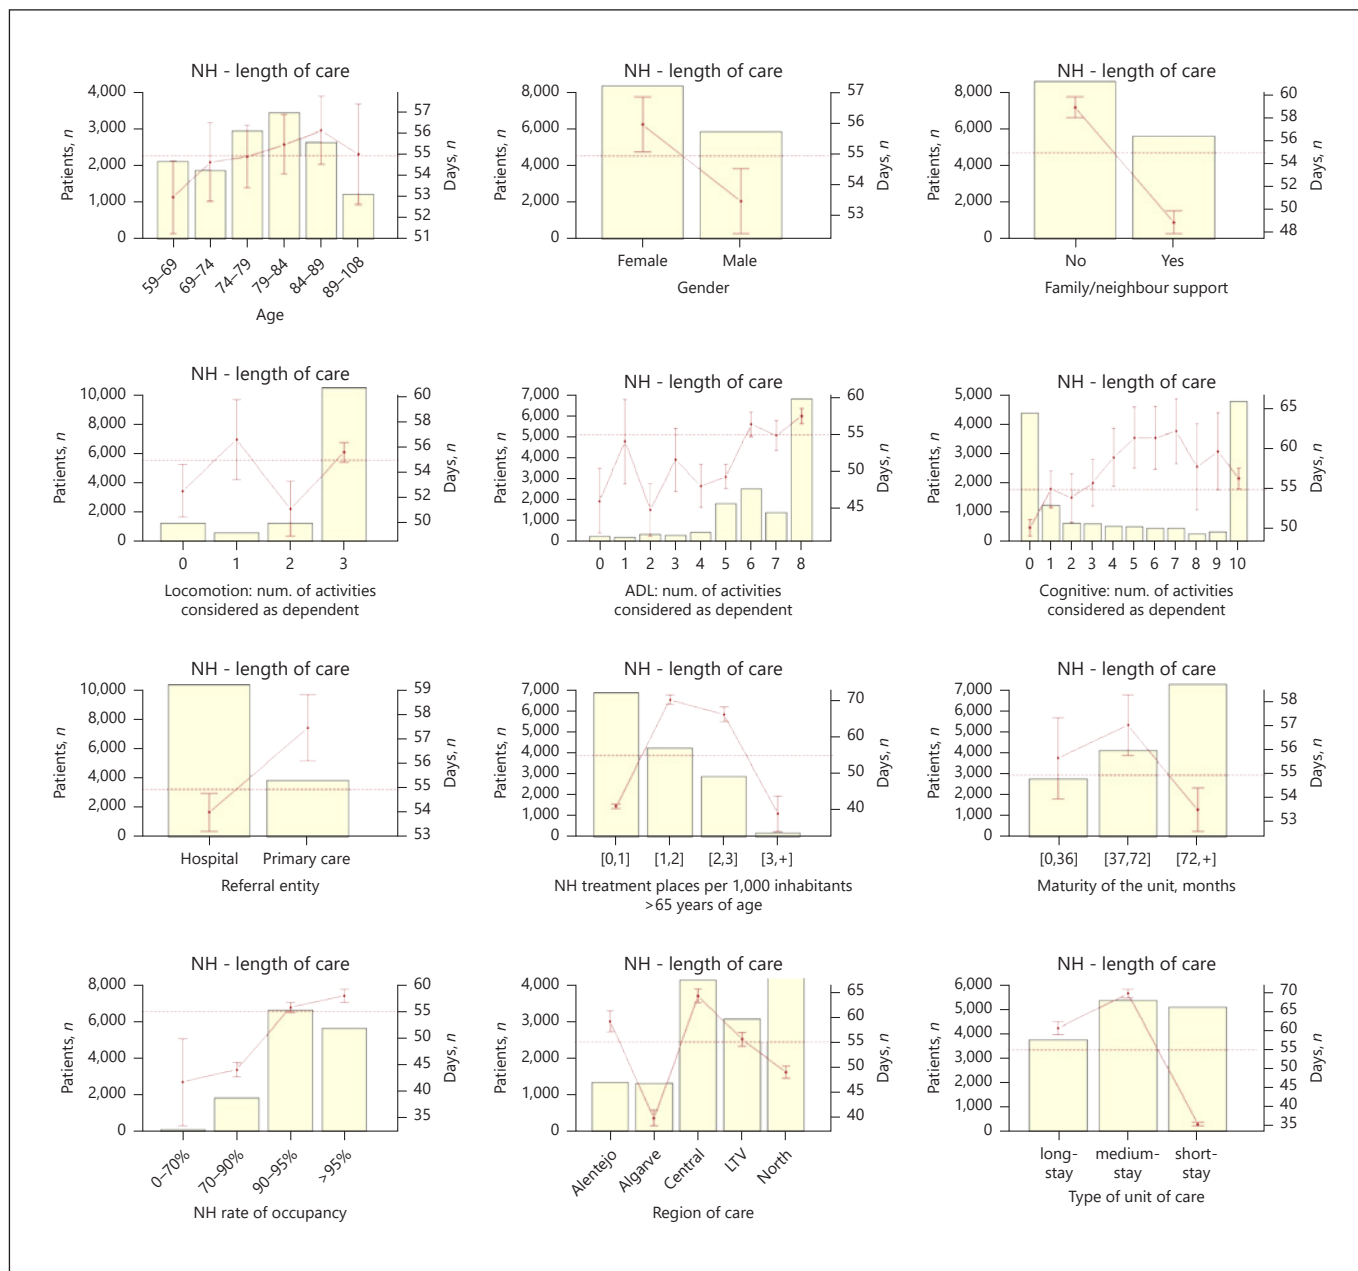 NH - length of care
4,000
3,000
2,000
1,000
0
Patients, n
57
56
55
54
53
52
51
Days, n
59–69
69–74
74–79
79–84
84–89
89–108
Age
NH - length of care
8,000
6,000
4,000
2,000
0
Patients, n
57
56
55
54
53
Days, n
Female Male
Gender
NH - length of care
8,000
6,000
4,000
2,000
0
Patients, n
60
58
56
54
52
50
48
Days, n
No Yes
Family/neighbour support
NH - length of care
10,000
8,000
6,000
4,000
2,000
0
Patients, n
60
58
56
54
52
50
Days, n
0 1 2 3
Locomotion: num. of activities
considered as dependent
NH - length of care
7,000
6,000
5,000
4,000
3,000
2,000
1,000
0
Patients, n
60
55
50
45
Days, n
0 1 2 3 4 5 6 7 8
ADL: num. of activities
considered as dependent
NH - length of care
5,000
4,000
3,000
2,000
1,000
0
Patients, n
65
60
55
50
Days, n
0 1 2 3 4 5 6 7 8 9 10
Cognitive: num. of activities
considered as dependent
NH - length of care
10,000
8,000
6,000
4,000
2,000
0
Patients, n
59
58
57
56
55
54
53
Days, n
Hospital Primary care
Referral entity
NH - length of care
7,000
6,000
5,000
4,000
3,000
2,000
1,000
0
Patients, n
70
60
50
40
Days, n
[0,1] [1,2] [2,3] [3,+]
NH treatment places per 1,000 inhabitants
>65 years of age
NH - length of care
7,000
6,000
5,000
4,000
3,000
2,000
1,000
0
Patients, n
58
57
56
55
54
53
Days, n
[0,36] [37,72] [72,+]
Maturity of the unit, months
NH - length of care
8,000
6,000
4,000
2,000
0
Patients, n
60
55
50
45
40
35
Days, n
0–70%
70–90%
90–95%
>95%
NH rate of occupancy
NH - length of care
4,000
3,000
2,000
1,000
0
Patients, n
65
60
55
50
45
40
Days, n
Alentejo
Algarve
Central
LTV
North
Region of care
NH - length of care
6,000
5,000
4,000
3,000
2,000
1,000
0
Patients, n
70
65
60
55
50
45
40
35
Days, n
long- medium- short-
stay stay stay
Type of unit of care